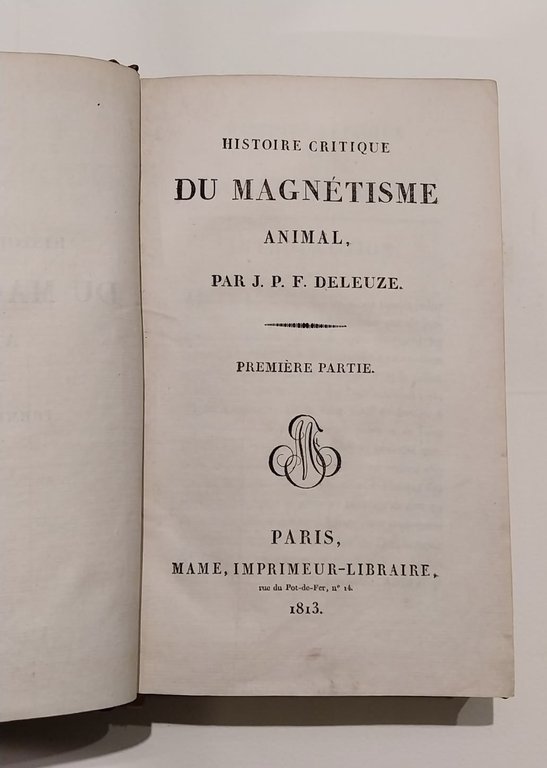 HISTOIRE CRITIQUE
DU MAGNÉTISME
ANIMAL,
PAR J. P. F. DELEUZE.
PREMIÈRE PARTIE.
PARIS,
MAME, IMPRIMEUR-LIBRAIRE,
rue du Pot-de-Fer, nº 14.
1813.